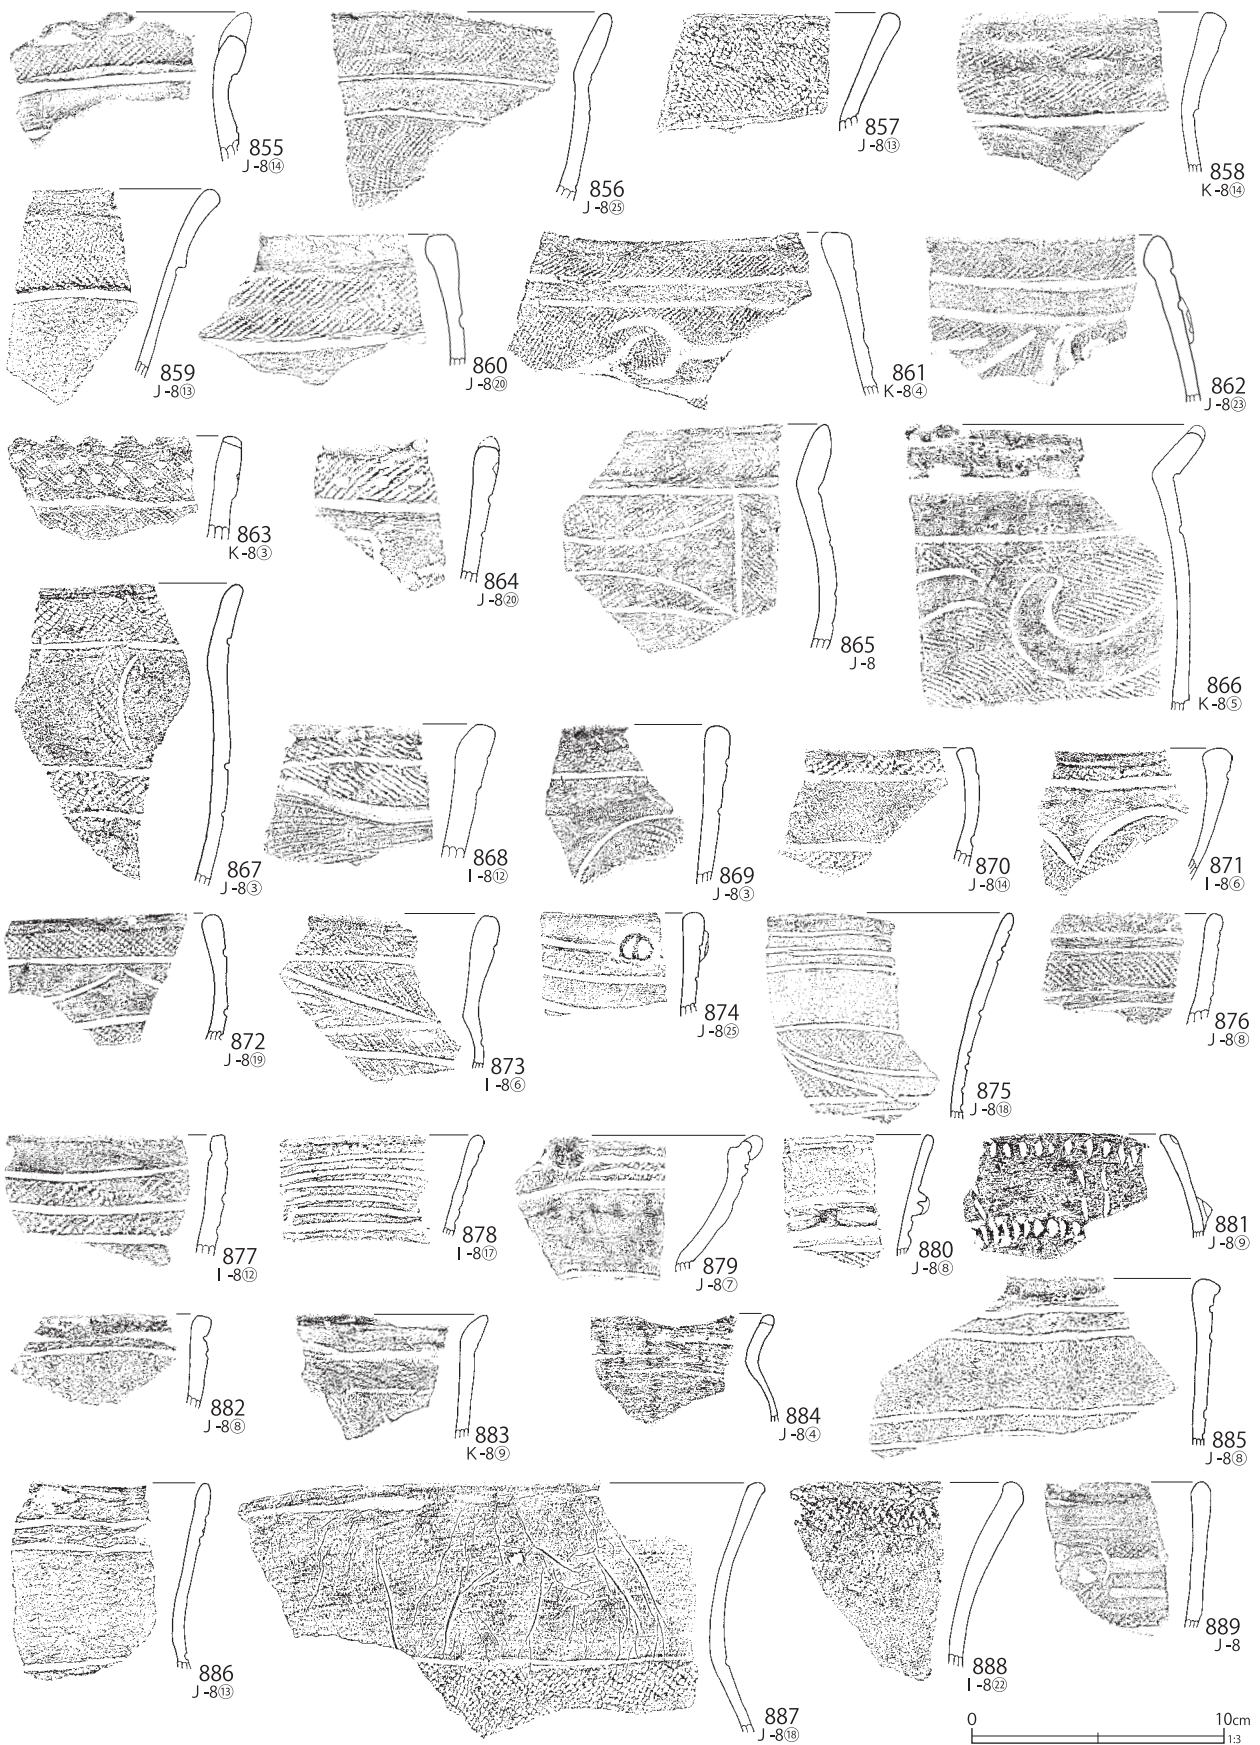 855
J-8⑭
856
J-8㉕
857
J-8⑬
858
K-8⑭
859
J-8⑬
860
J-8⑳
861
K-8④
862
J-8㉓
863
K-8③
864
J-8⑳
865
J-8
866
K-8⑤
867
J-8③
868
I-8⑫
869
J-8③
870
J-8⑭
871
I-8⑥
872
J-8⑲
873
I-8⑥
874
J-8㉕
875
J-8⑱
876
J-8⑧
877
I-8⑫
878
I-8⑰
879
J-8⑦
880
J-8⑧
881
J-8⑨
882
J-8⑧
883
K-8⑨
884
J-8④
885
J-8⑧
886
J-8⑬
887
J-8⑱
888
I-8㉒
889
J-8
0 10cm
1:3